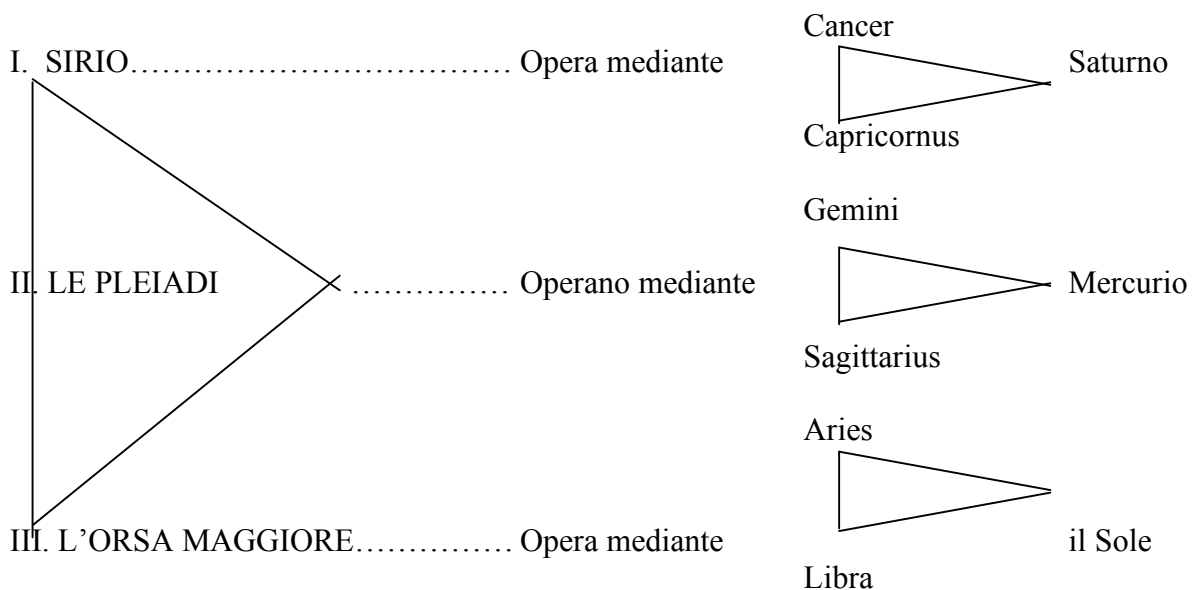 Cancer
I. SIRIO.................................... Opera mediante Saturno
Capricornus
Gemini
II. LE PLEIADI ............... Operano mediante Mercurio
Sagittarius
Aries
III. L’ORSA MAGGIORE............... Opera mediante il Sole
Libra